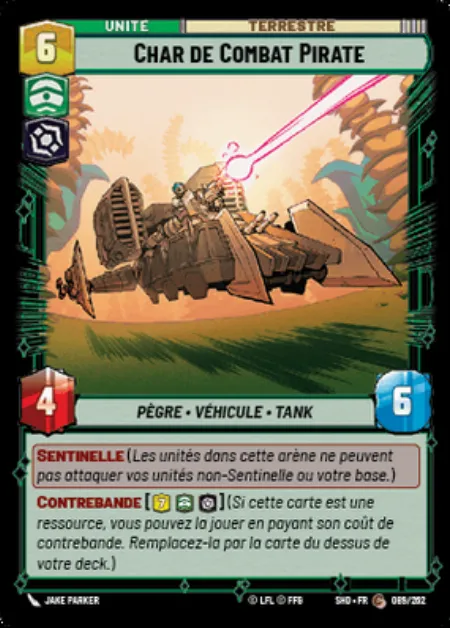 UNITÉ
TERRESTRE
6
CHAR DE COMBAT PIRATE
4
PÈGRE • VÉHICULE • TANK
6
SENTINELLE (Les unités dans cette arène ne peuvent
pas attaquer vos unités non-Sentinelle ou votre base.)
CONTREBANDE [7] (Si cette carte est une
ressource, vous pouvez la jouer en payant son coût de
contrebande. Remplacez-la par la carte du dessus de
votre deck.)
JAKE PARKER
© LFL © FFG
SHD • FR
089/262